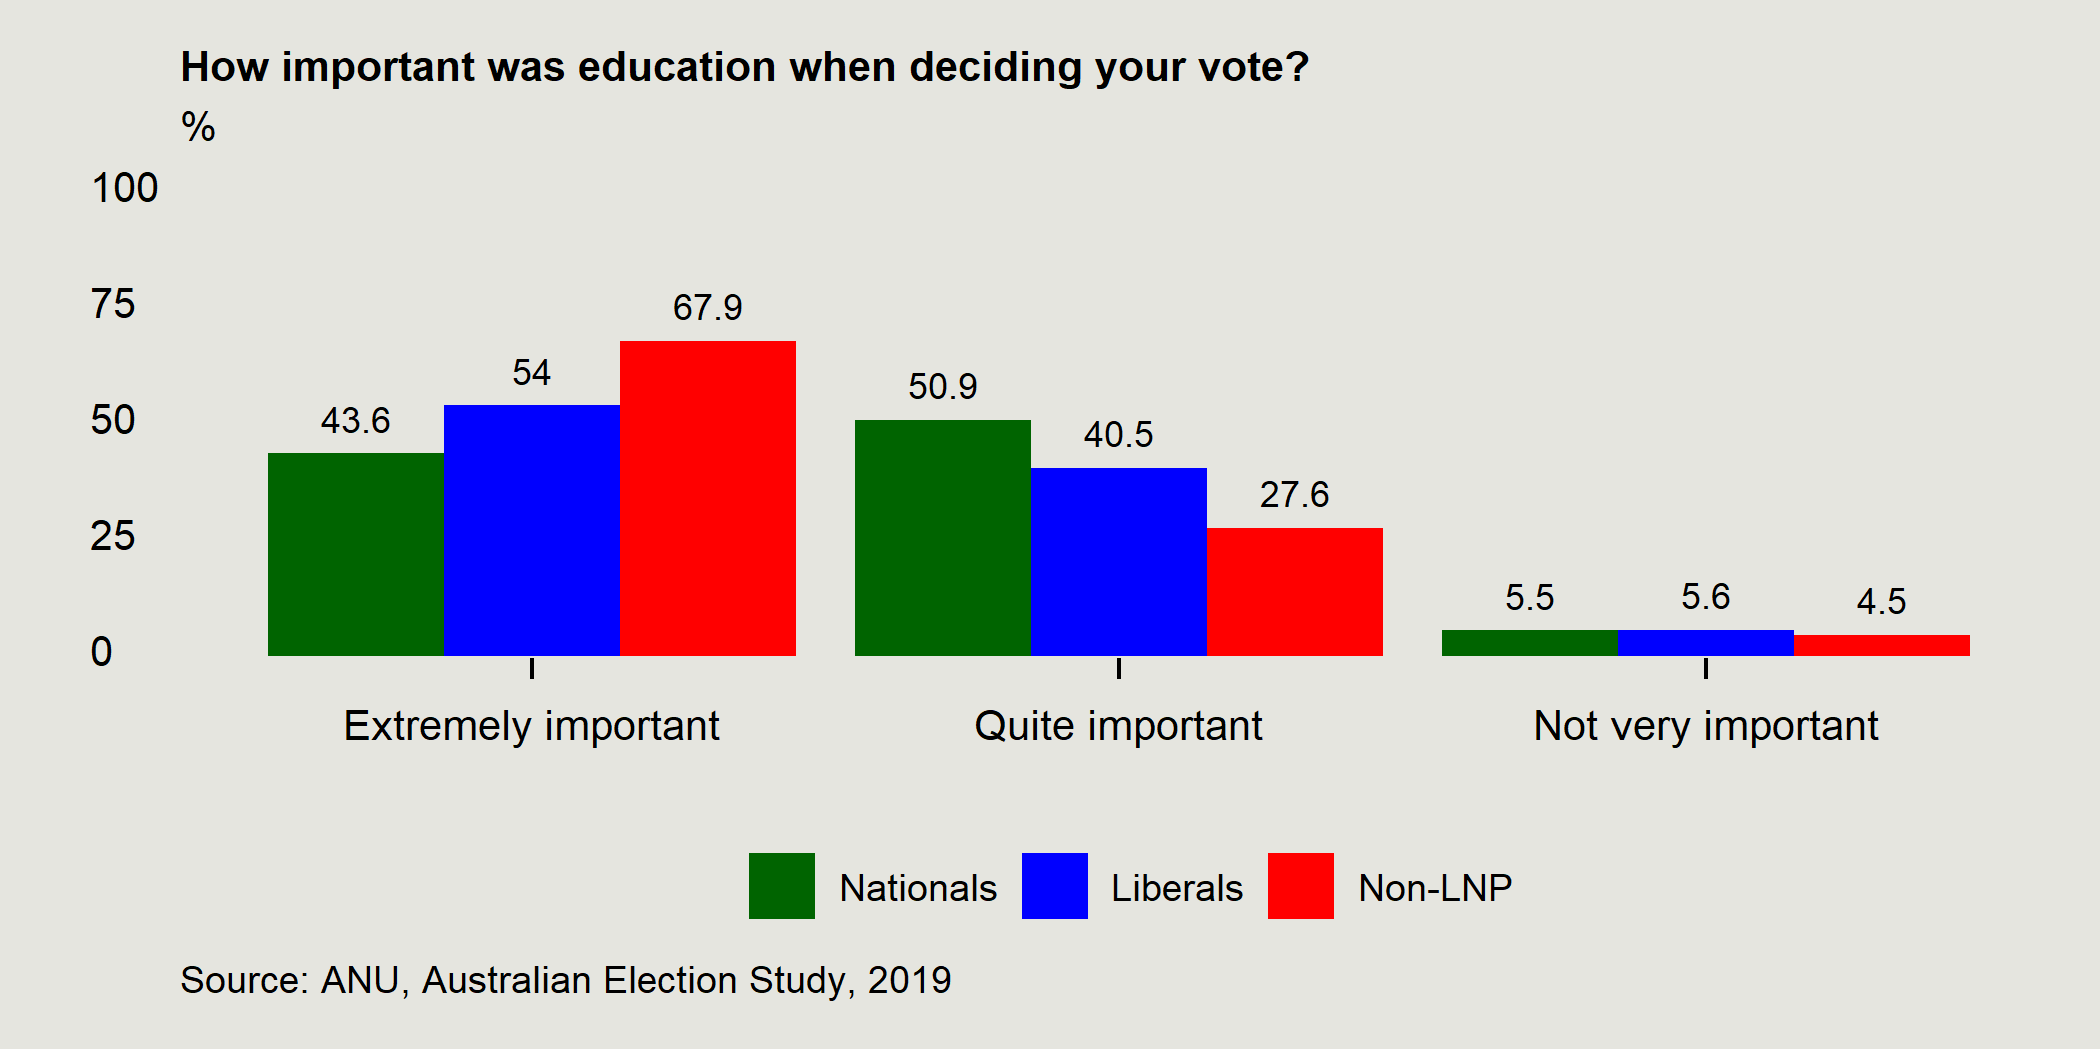 How important was education when deciding your vote?
%
100
75
50
25
0
43.6
54
67.9
50.9
40.5
27.6
5.5
5.6
4.5
Extremely important
Quite important
Not very important
Nationals
Liberals
Non-LNP
Source: ANU, Australian Election Study, 2019